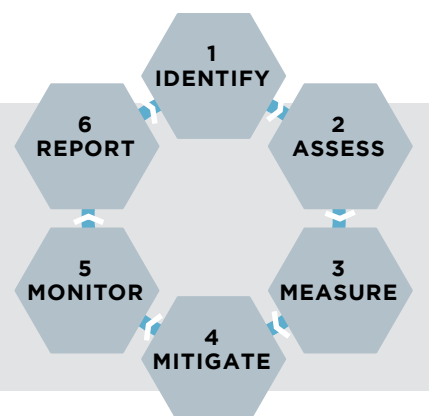 1
IDENTIFY
2
ASSESS
3
MEASURE
4
MITIGATE
5
MONITOR
6
REPORT